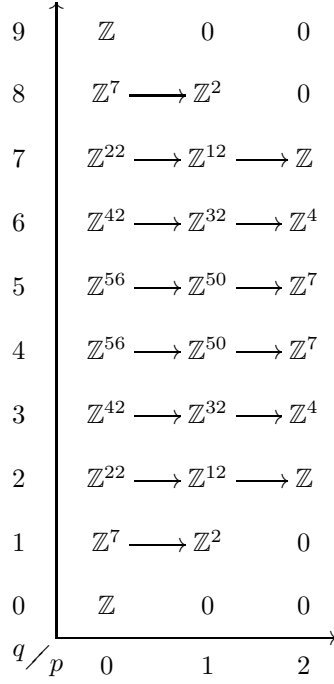 9 ℤ 0 0
8 ℤ⁷ ⟶ ℤ² 0
7 ℤ²² ⟶ ℤ¹² ⟶ ℤ
6 ℤ⁴² ⟶ ℤ³² ⟶ ℤ⁴
5 ℤ⁵⁶ ⟶ ℤ⁵⁰ ⟶ ℤ⁷
4 ℤ⁵⁶ ⟶ ℤ⁵⁰ ⟶ ℤ⁷
3 ℤ⁴² ⟶ ℤ³² ⟶ ℤ⁴
2 ℤ²² ⟶ ℤ¹² ⟶ ℤ
1 ℤ⁷ ⟶ ℤ² 0
0 ℤ 0 0
q/p 0 1 2